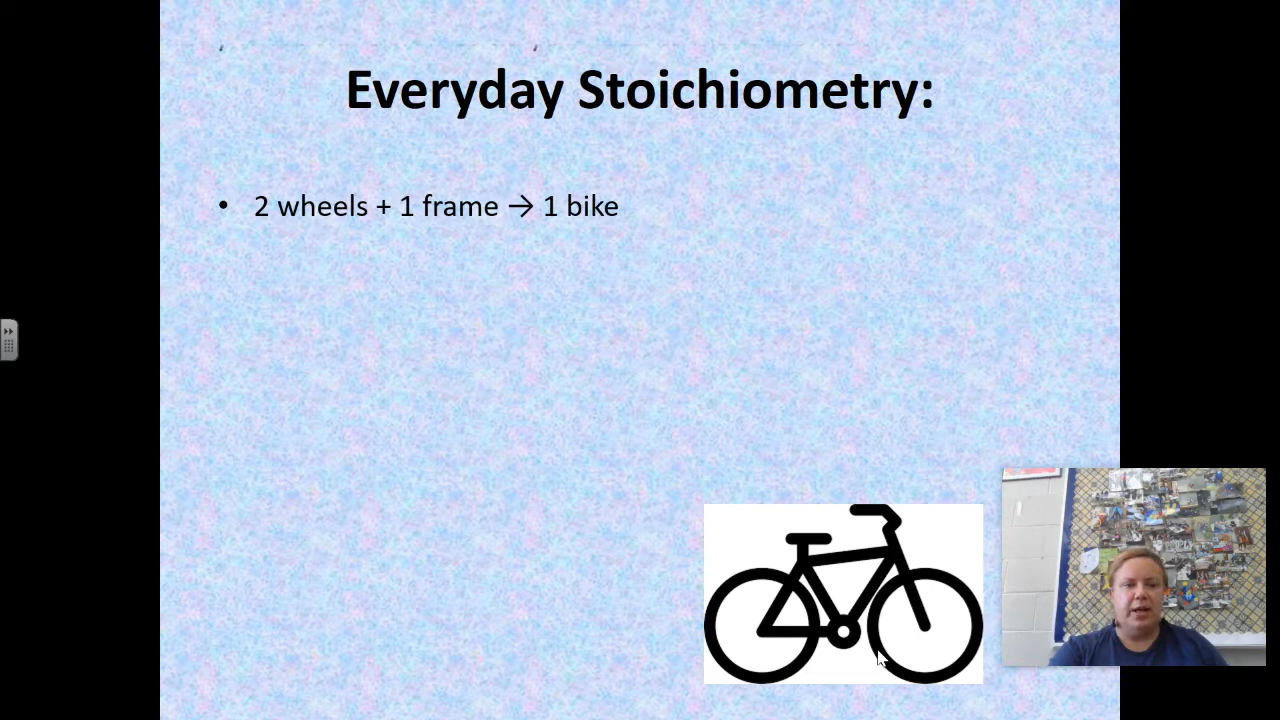 Everyday Stoichiometry:
• 2 wheels + 1 frame → 1 bike